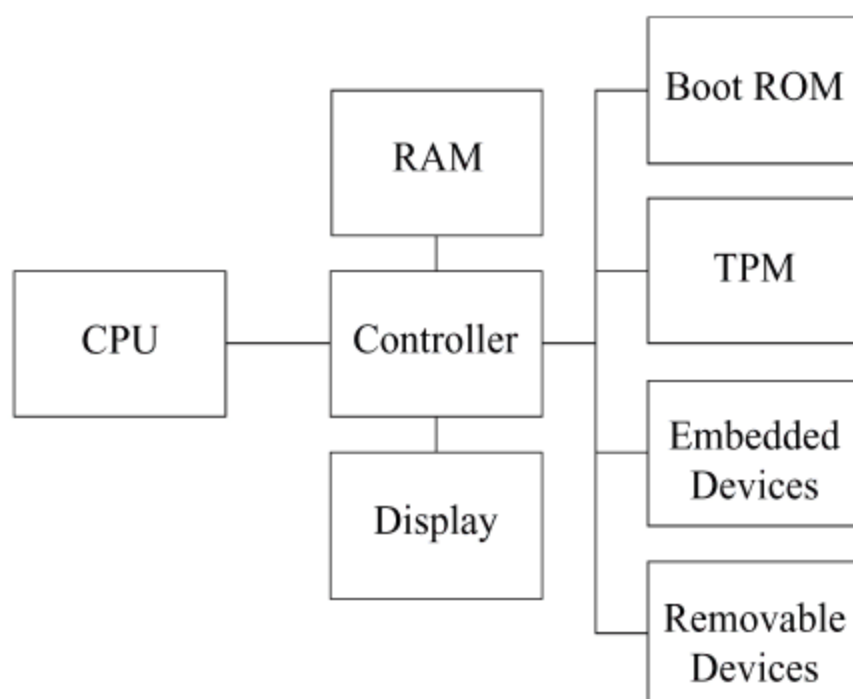 Boot ROM
RAM
TPM
CPU
Controller
Embedded
Devices
Display
Removable
Devices